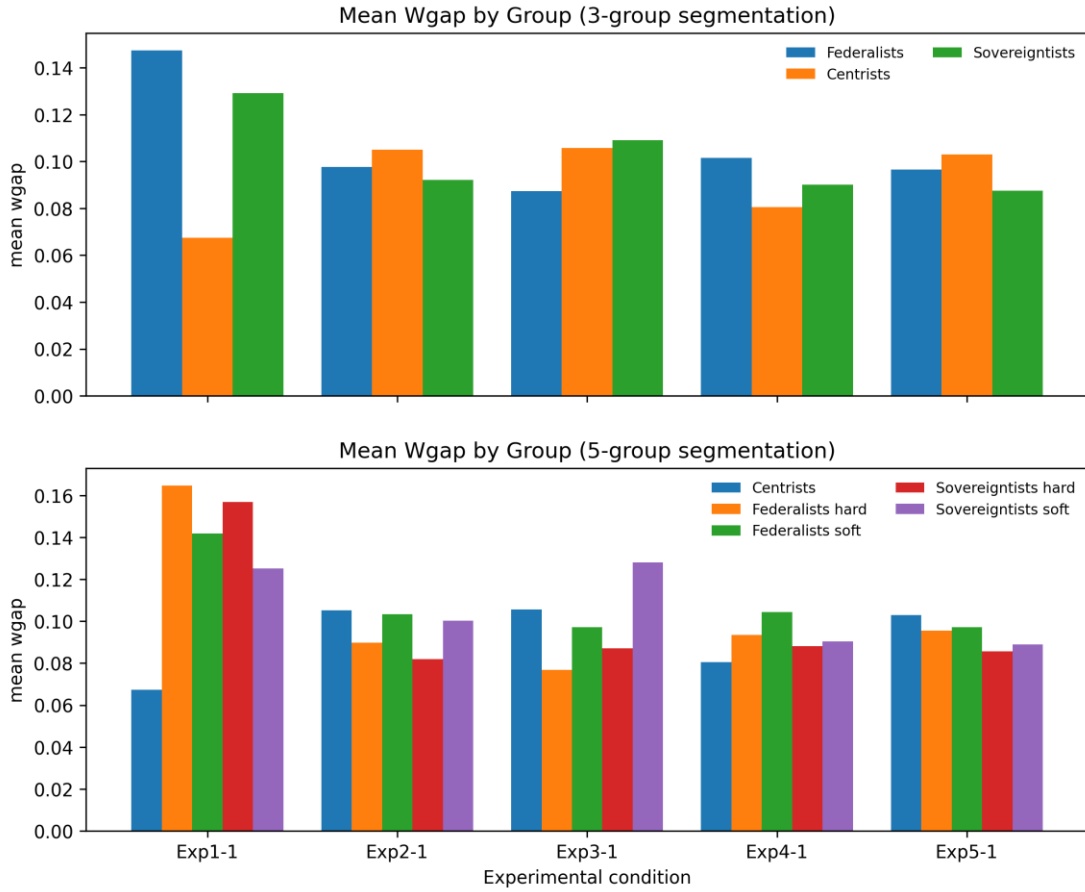 Mean Wgap by Group (3-group segmentation)
mean wgap
0.14
0.12
0.10
0.08
0.06
0.04
0.02
0.00
Federalists
Centrists
Sovereigntists
Mean Wgap by Group (5-group segmentation)
mean wgap
0.16
0.14
0.12
0.10
0.08
0.06
0.04
0.02
0.00
Centrists
Federalists hard
Federalists soft
Sovereigntists hard
Sovereigntists soft
Exp1-1 Exp2-1 Exp3-1 Exp4-1 Exp5-1
Experimental condition